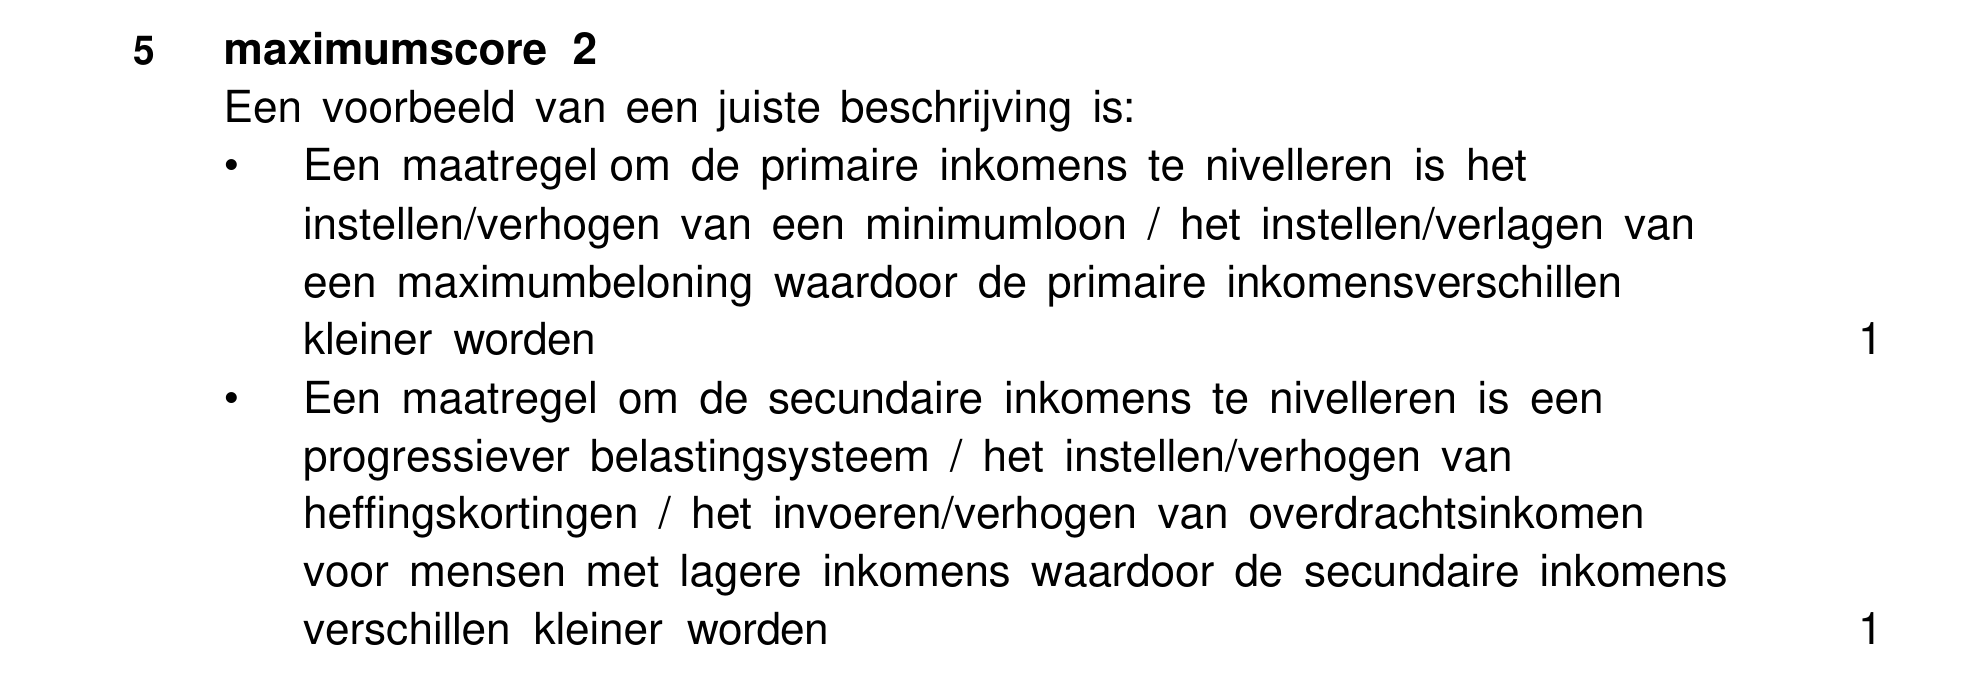 5 maximumscore 2
Een voorbeeld van een juiste beschrijving is:
• Een maatregel om de primaire inkomens te nivelleren is het
instellen/verhogen van een minimumloon / het instellen/verlagen van
een maximumbeloning waardoor de primaire inkomensverschillen
kleiner worden 1
• Een maatregel om de secundaire inkomens te nivelleren is een
progressiever belastingsysteem / het instellen/verhogen van
heffingskortingen / het invoeren/verhogen van overdrachtsinkomen
voor mensen met lagere inkomens waardoor de secundaire inkomens
verschillen kleiner worden 1